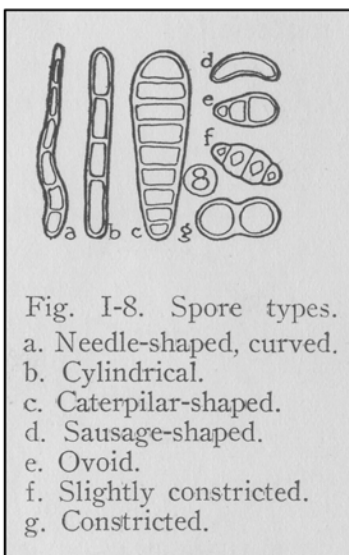 d
e
f
8
a b c g
Fig. I-8. Spore types.
a. Needle-shaped, curved.
b. Cylindrical.
c. Caterpilar-shaped.
d. Sausage-shaped.
e. Ovoid.
f. Slightly constricted.
g. Constricted.